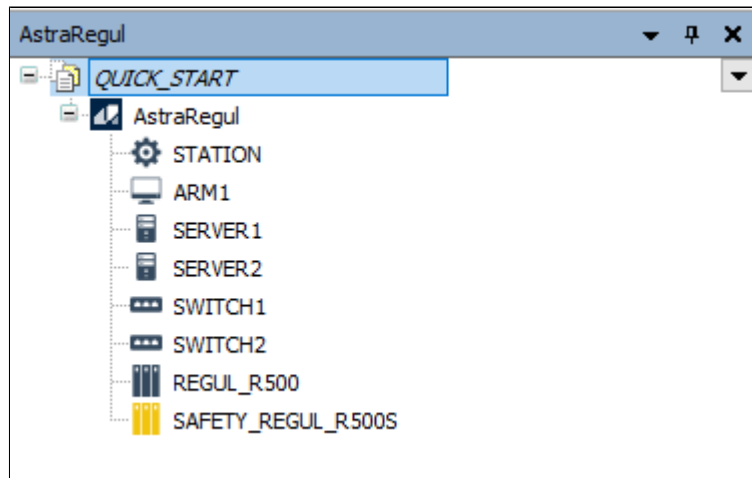 AstraRegul
QUICK_START
AstraRegul
STATION
ARM1
SERVER1
SERVER2
SWITCH1
SWITCH2
REGUL_R500
SAFETY_REGUL_R500S